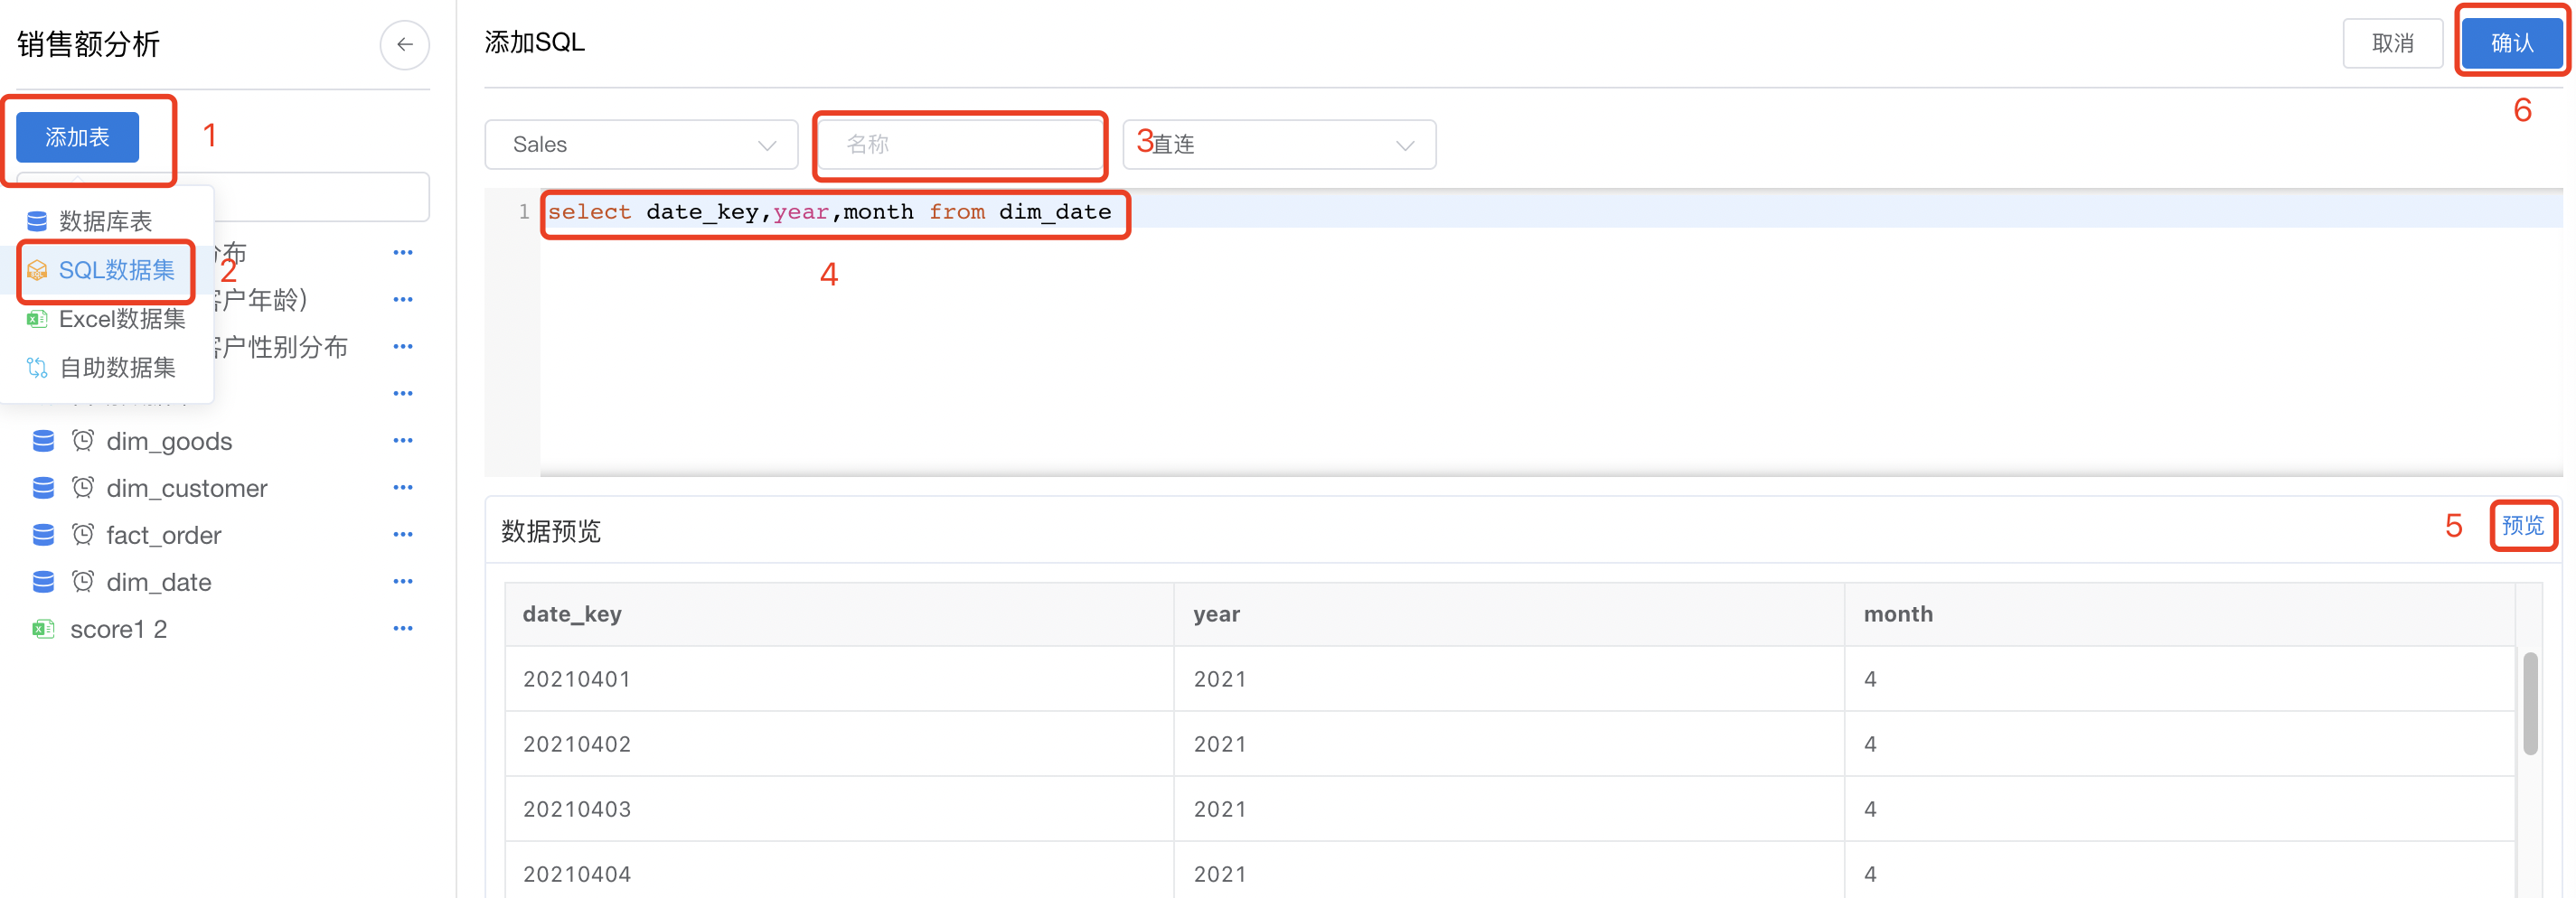 销售额分析
添加表
1
数据库表
SQL数据集
2
Excel数据集
自助数据集
布
户年龄)
户性别分布
dim_goods
dim_customer
fact_order
dim_date
score1 2
添加SQL
取消
确认
6
Sales
名称
3
直连
1
select date_key,year,month from dim_date
4
数据预览
5
预览
date_key year month
20210401 2021 4
20210402 2021 4
20210403 2021 4
20210404 2021 4